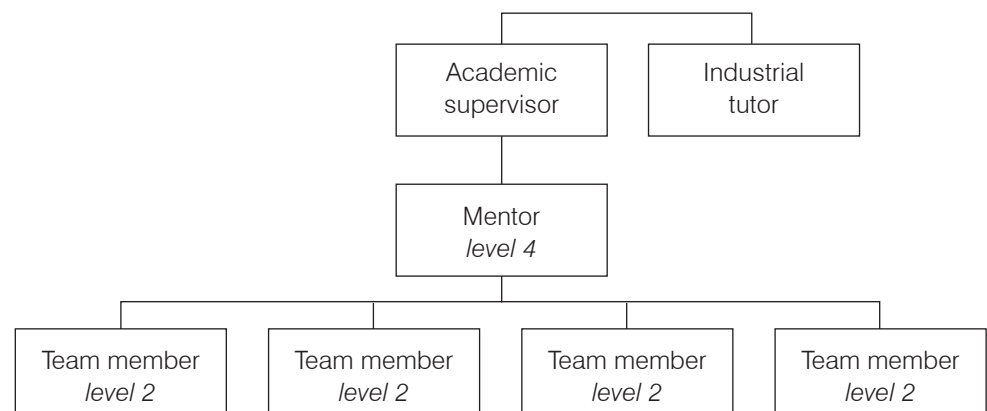 Academic
supervisor
Industrial
tutor
Mentor
level 4
Team member
level 2
Team member
level 2
Team member
level 2
Team member
level 2